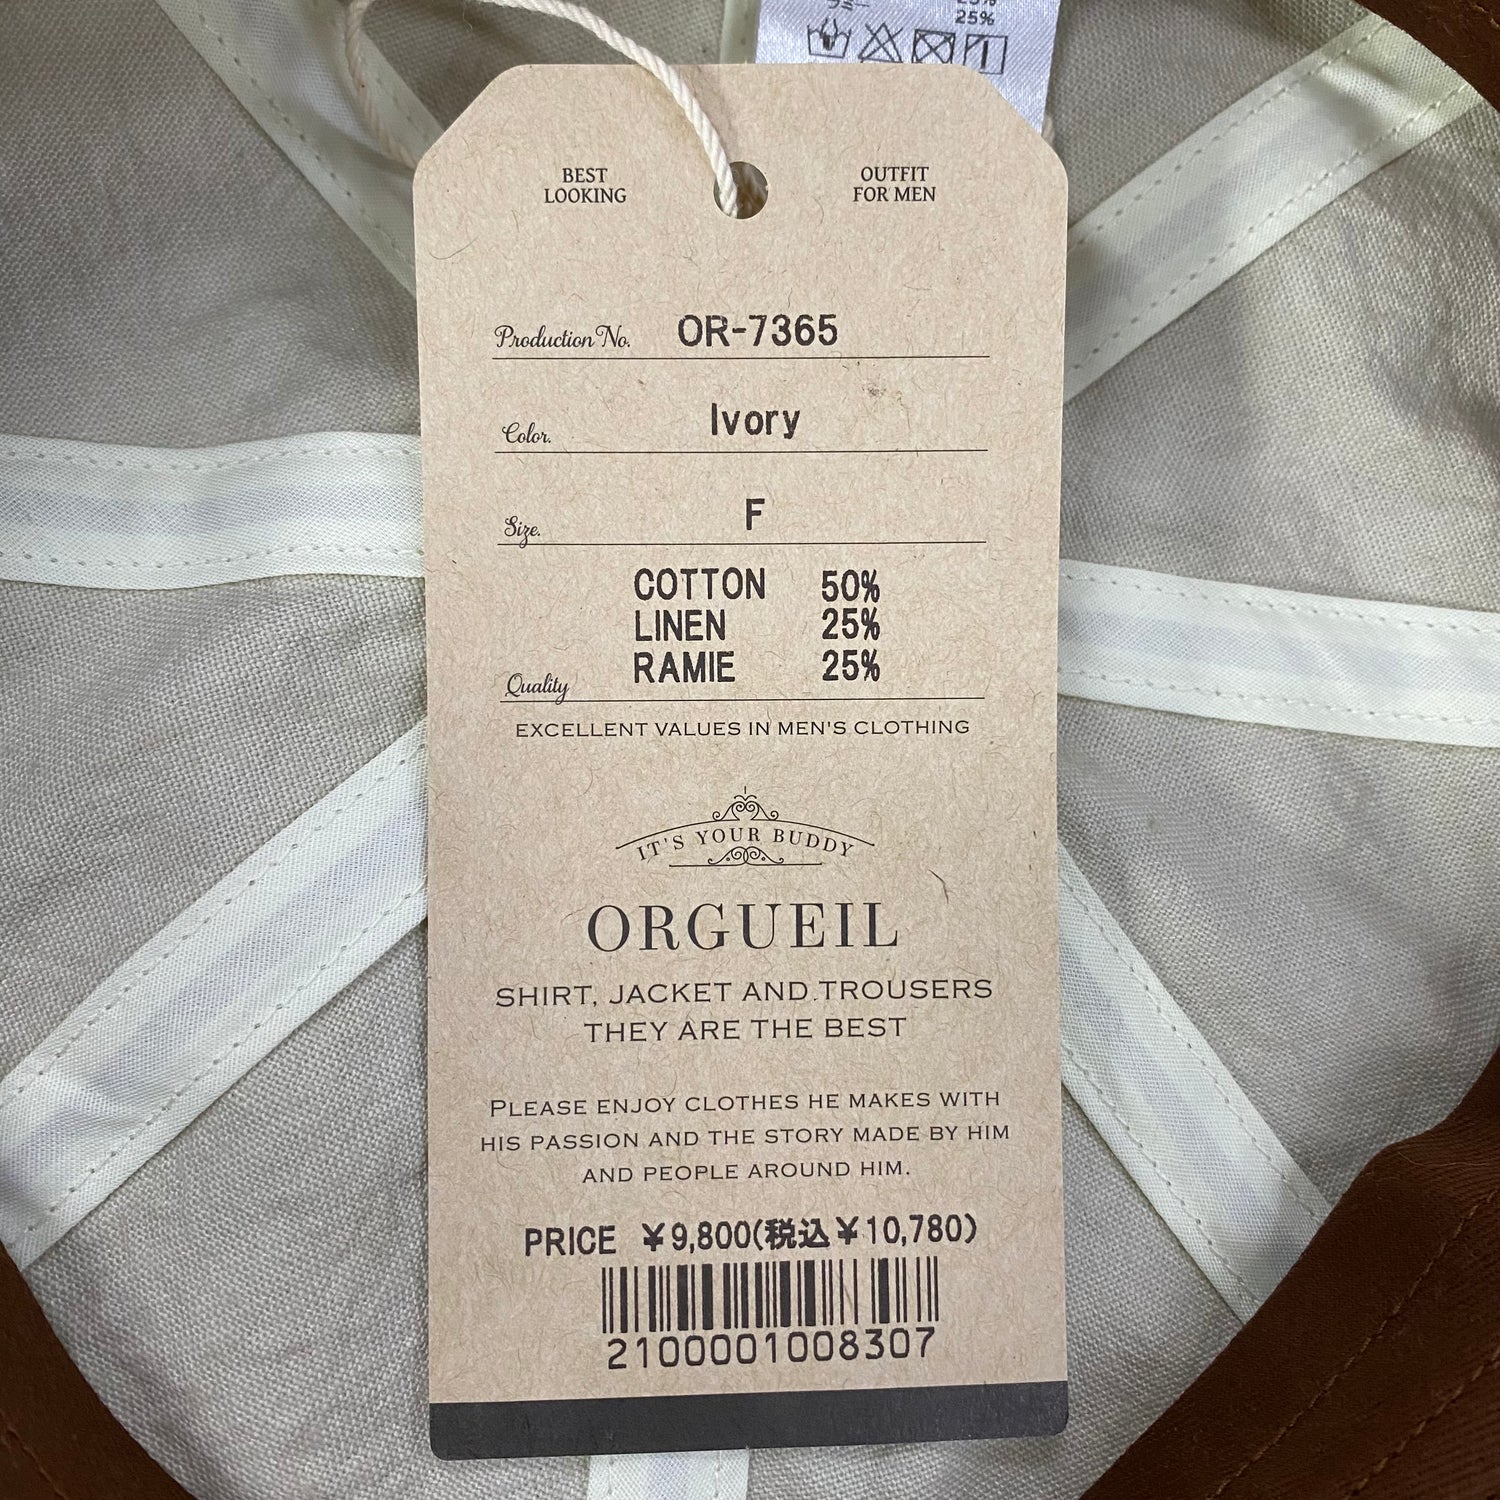 25%
BEST
LOOKING
OUTFIT
FOR MEN
Production No. OR-7365
Color. Ivory
Size. F
COTTON 50%
LINEN 25%
RAMIE 25%
Quality
EXCELLENT VALUES IN MEN'S CLOTHING
IT'S YOUR BUDDY
ORGUEIL
SHIRT, JACKET AND TROUSERS
THEY ARE THE BEST
PLEASE ENJOY CLOTHES HE MAKES WITH
HIS PASSION AND THE STORY MADE BY HIM
AND PEOPLE AROUND HIM.
PRICE ¥9,800(税込¥10,780)
2100001008307